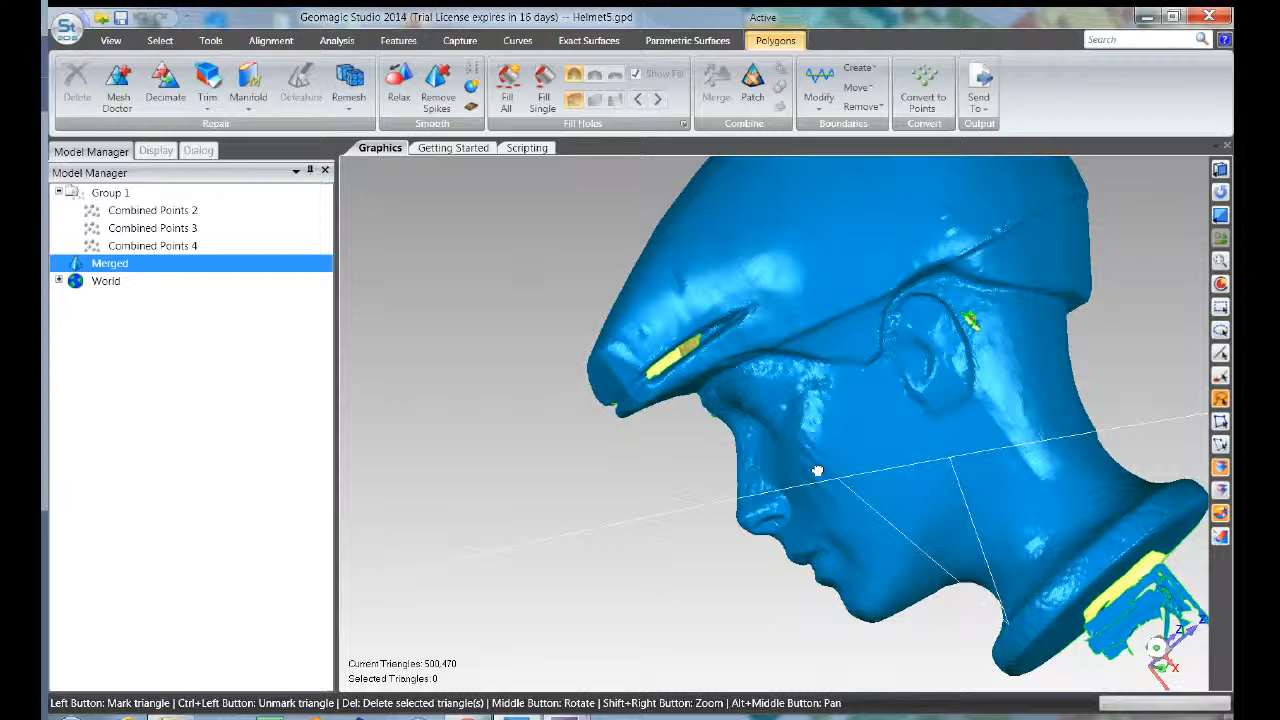 Geomagic Studio 2014 (Trial License expires in 16 days) -- Helmet5.gpd
Active
St
View
Select
Tools
Alignment
Analysis
Features
Capture
Curves
Exact Surfaces
Parametric Surfaces
Polygons
Search
Delete
Mesh Doctor
Decimate
Trim
Manifold
Defeature
Remesh
Repair
Relax
Remove Spikes
Smooth
Fill All
Fill Single
Show Fill
Fill Holes
Merge
Patch
Combine
Modify
Create
Move
Remove
Boundaries
Convert to Points
Convert
Send To
Output
Model Manager
Display
Dialog
Graphics
Getting Started
Scripting
Model Manager
Group 1
Combined Points 2
Combined Points 3
Combined Points 4
Merged
World
Z
Z
X
Current Triangles: 500,470
Selected Triangles: 0
Left Button: Mark triangle | Ctrl+Left Button: Unmark triangle | Del: Delete selected triangle(s) | Middle Button: Rotate | Shift+Right Button: Zoom | Alt+Middle Button: Pan